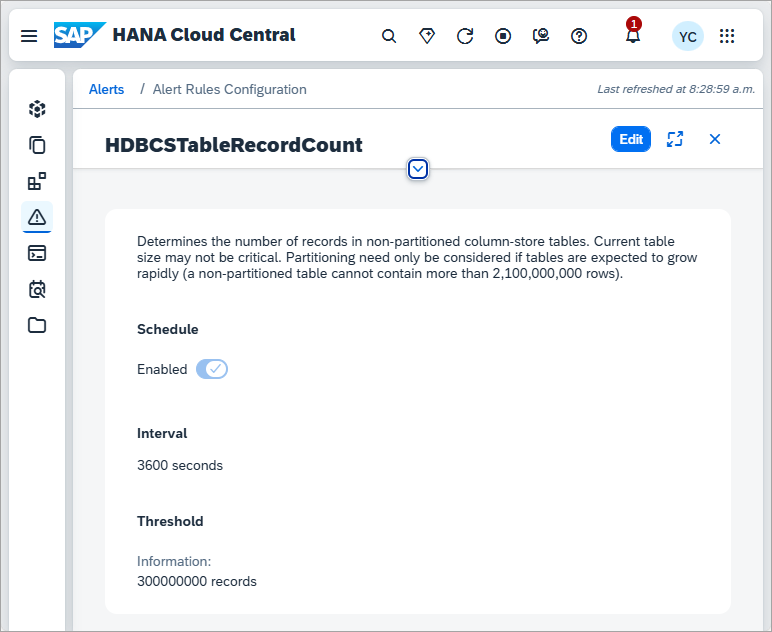 SAP HANA Cloud Central
1
YC
Alerts / Alert Rules Configuration
Last refreshed at 8:28:59 a.m.
HDBCSTableRecordCount
Edit
Determines the number of records in non-partitioned column-store tables. Current table
size may not be critical. Partitioning need only be considered if tables are expected to grow
rapidly (a non-partitioned table cannot contain more than 2,100,000,000 rows).
Schedule
Enabled
Interval
3600 seconds
Threshold
Information:
300000000 records